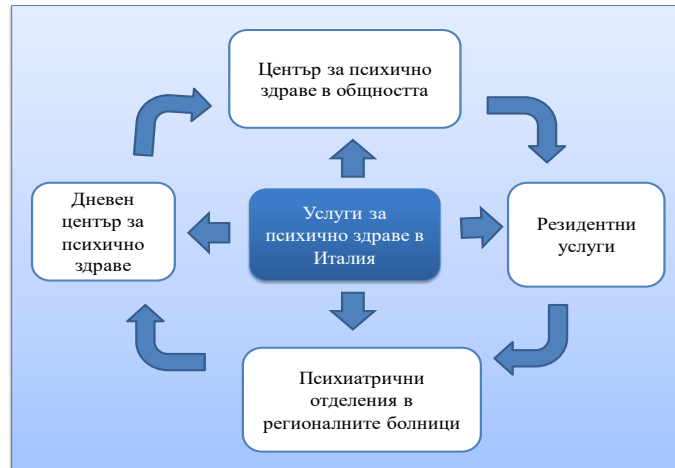 Център за психично
здраве в общността
Дневен
център за
психично
здраве
Услуги за
психично здраве в
Италия
Резидентни
услуги
Психиатрични
отделения в
регионалните болници